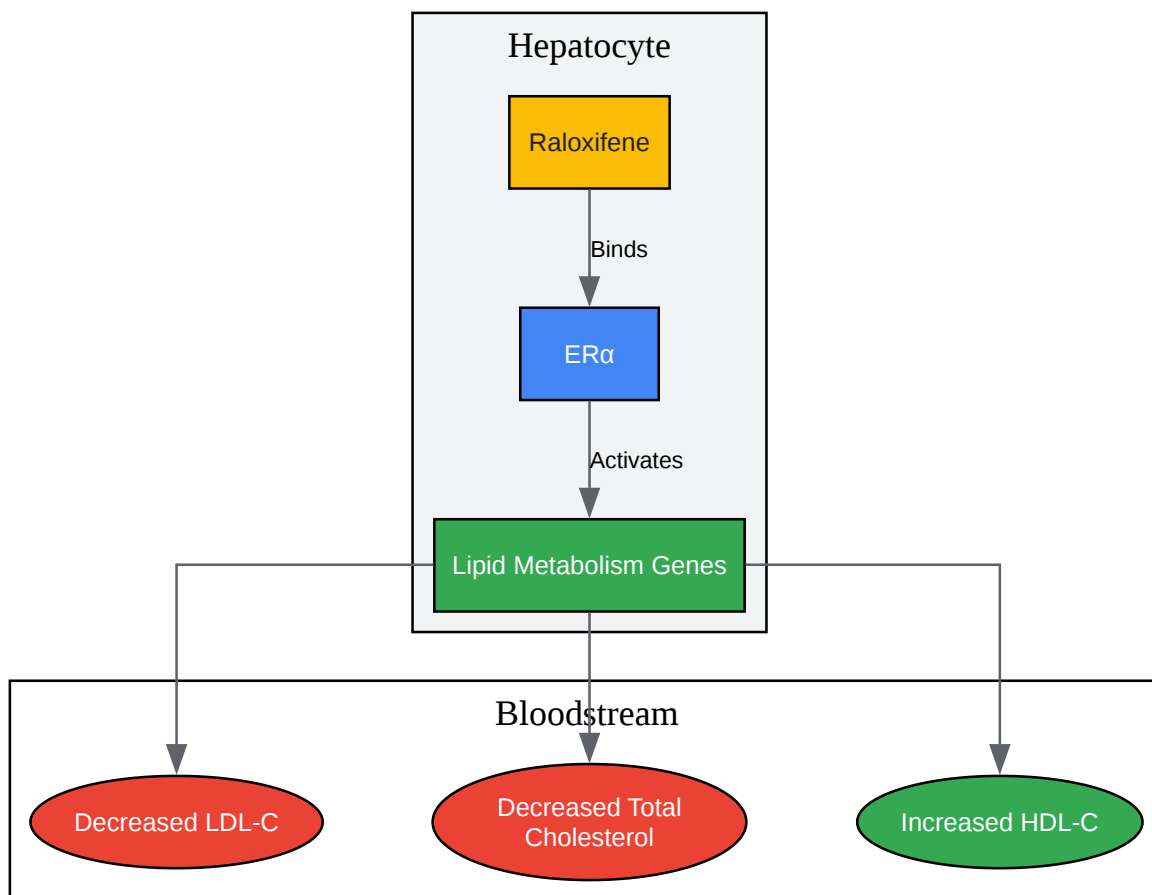 Hepatocyte
Raloxifene
Binds
ERα
Activates
Lipid Metabolism Genes
Bloodstream
Decreased LDL-C
Decreased Total
Cholesterol
Increased HDL-C